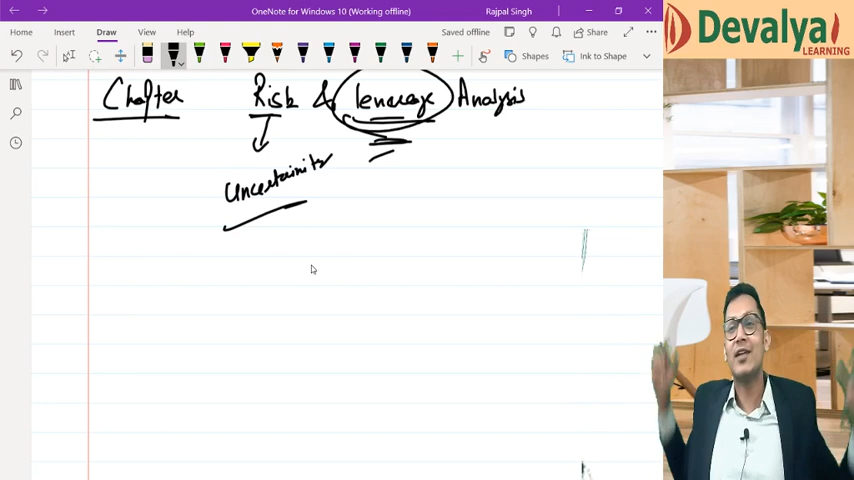 OneNote for Windows 10 (Working offline)
Rajpal Singh
Home Insert Draw View Help
Saved offline
Share
Shapes
Ink to Shape
Devalya
LEARNING
Chapter Risk & leverage Analysis
Uncertainity